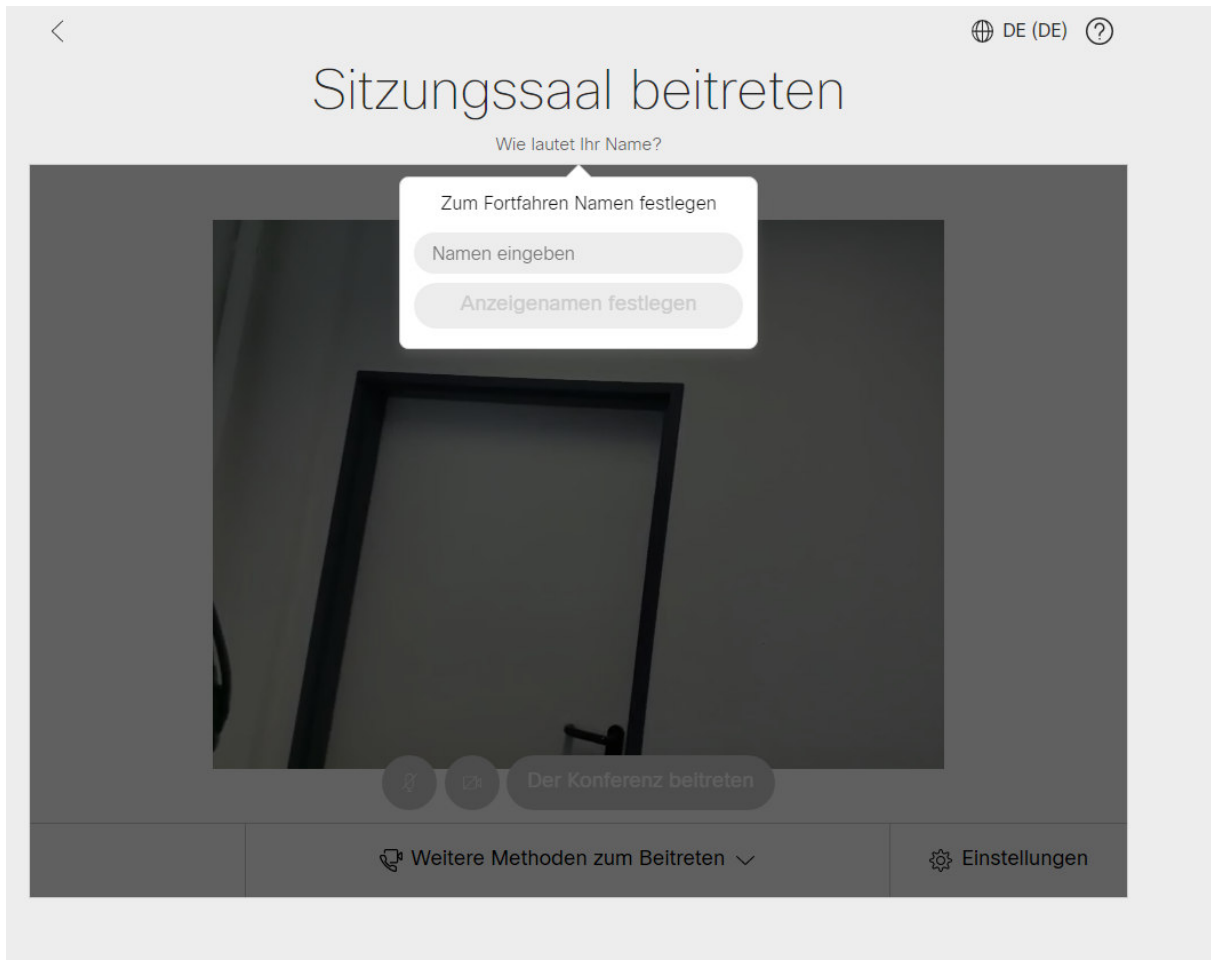 DE (DE) ?
Sitzungssaal beitreten
Wie lautet Ihr Name?
Zum Fortfahren Namen festlegen
Namen eingeben
Anzeigenamen festlegen
Der Konferenz beitreten
Weitere Methoden zum Beitreten
Einstellungen